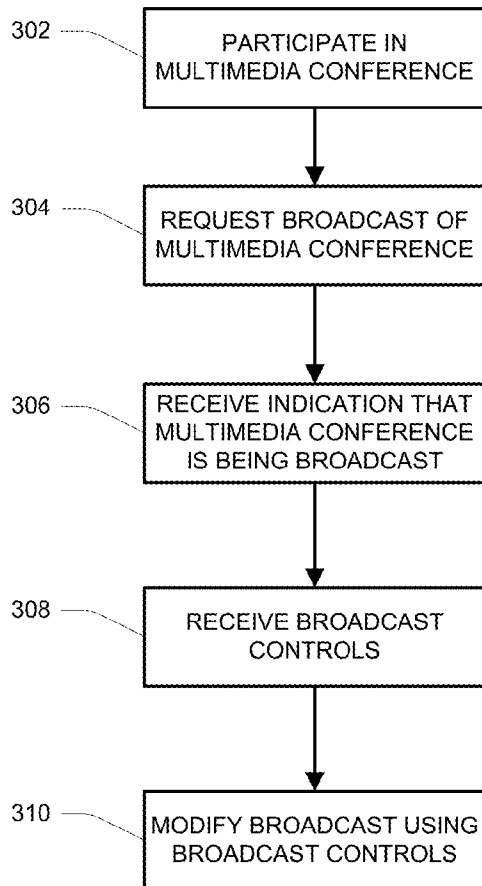 302
PARTICIPATE IN
MULTIMEDIA CONFERENCE
304
REQUEST BROADCAST OF
MULTIMEDIA CONFERENCE
306
RECEIVE INDICATION THAT
MULTIMEDIA CONFERENCE
IS BEING BROADCAST
308
RECEIVE BROADCAST
CONTROLS
310
MODIFY BROADCAST USING
BROADCAST CONTROLS